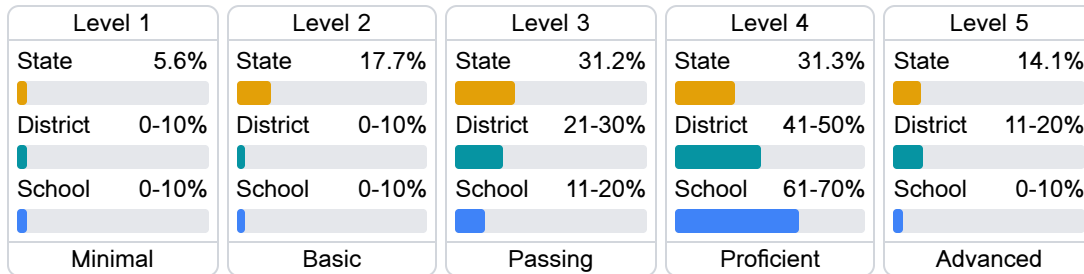 Level 1
State 5.6%
District 0-10%
School 0-10%
Minimal
Level 2
State 17.7%
District 0-10%
School 0-10%
Basic
Level 3
State 31.2%
District 21-30%
School 11-20%
Passing
Level 4
State 31.3%
District 41-50%
School 61-70%
Proficient
Level 5
State 14.1%
District 11-20%
School 0-10%
Advanced